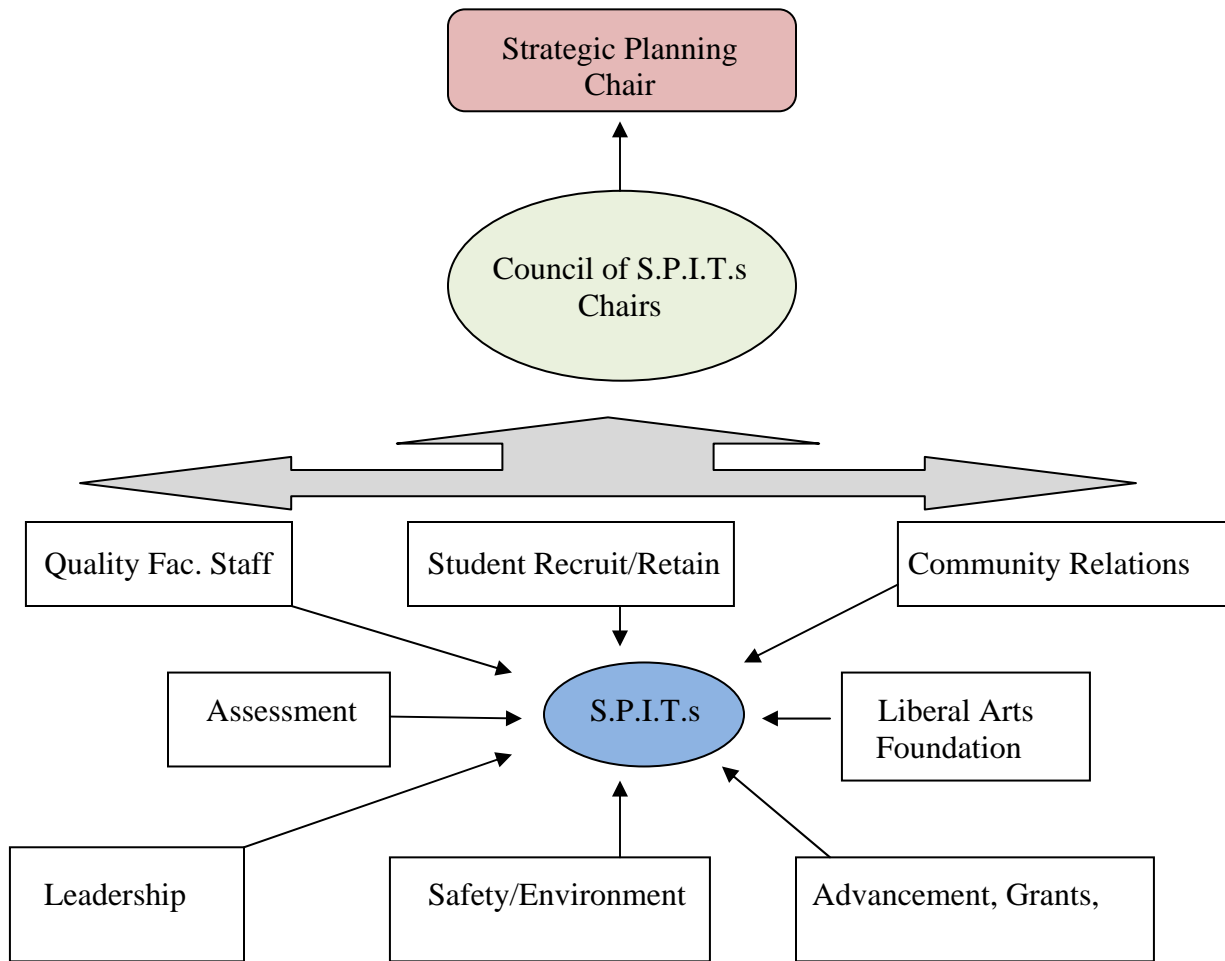 Strategic Planning
Chair
Council of S.P.I.T.s
Chairs
Quality Fac. Staff
Student Recruit/Retain
Community Relations
Assessment
S.P.I.T.s
Liberal Arts
Foundation
Leadership
Safety/Environment
Advancement, Grants,